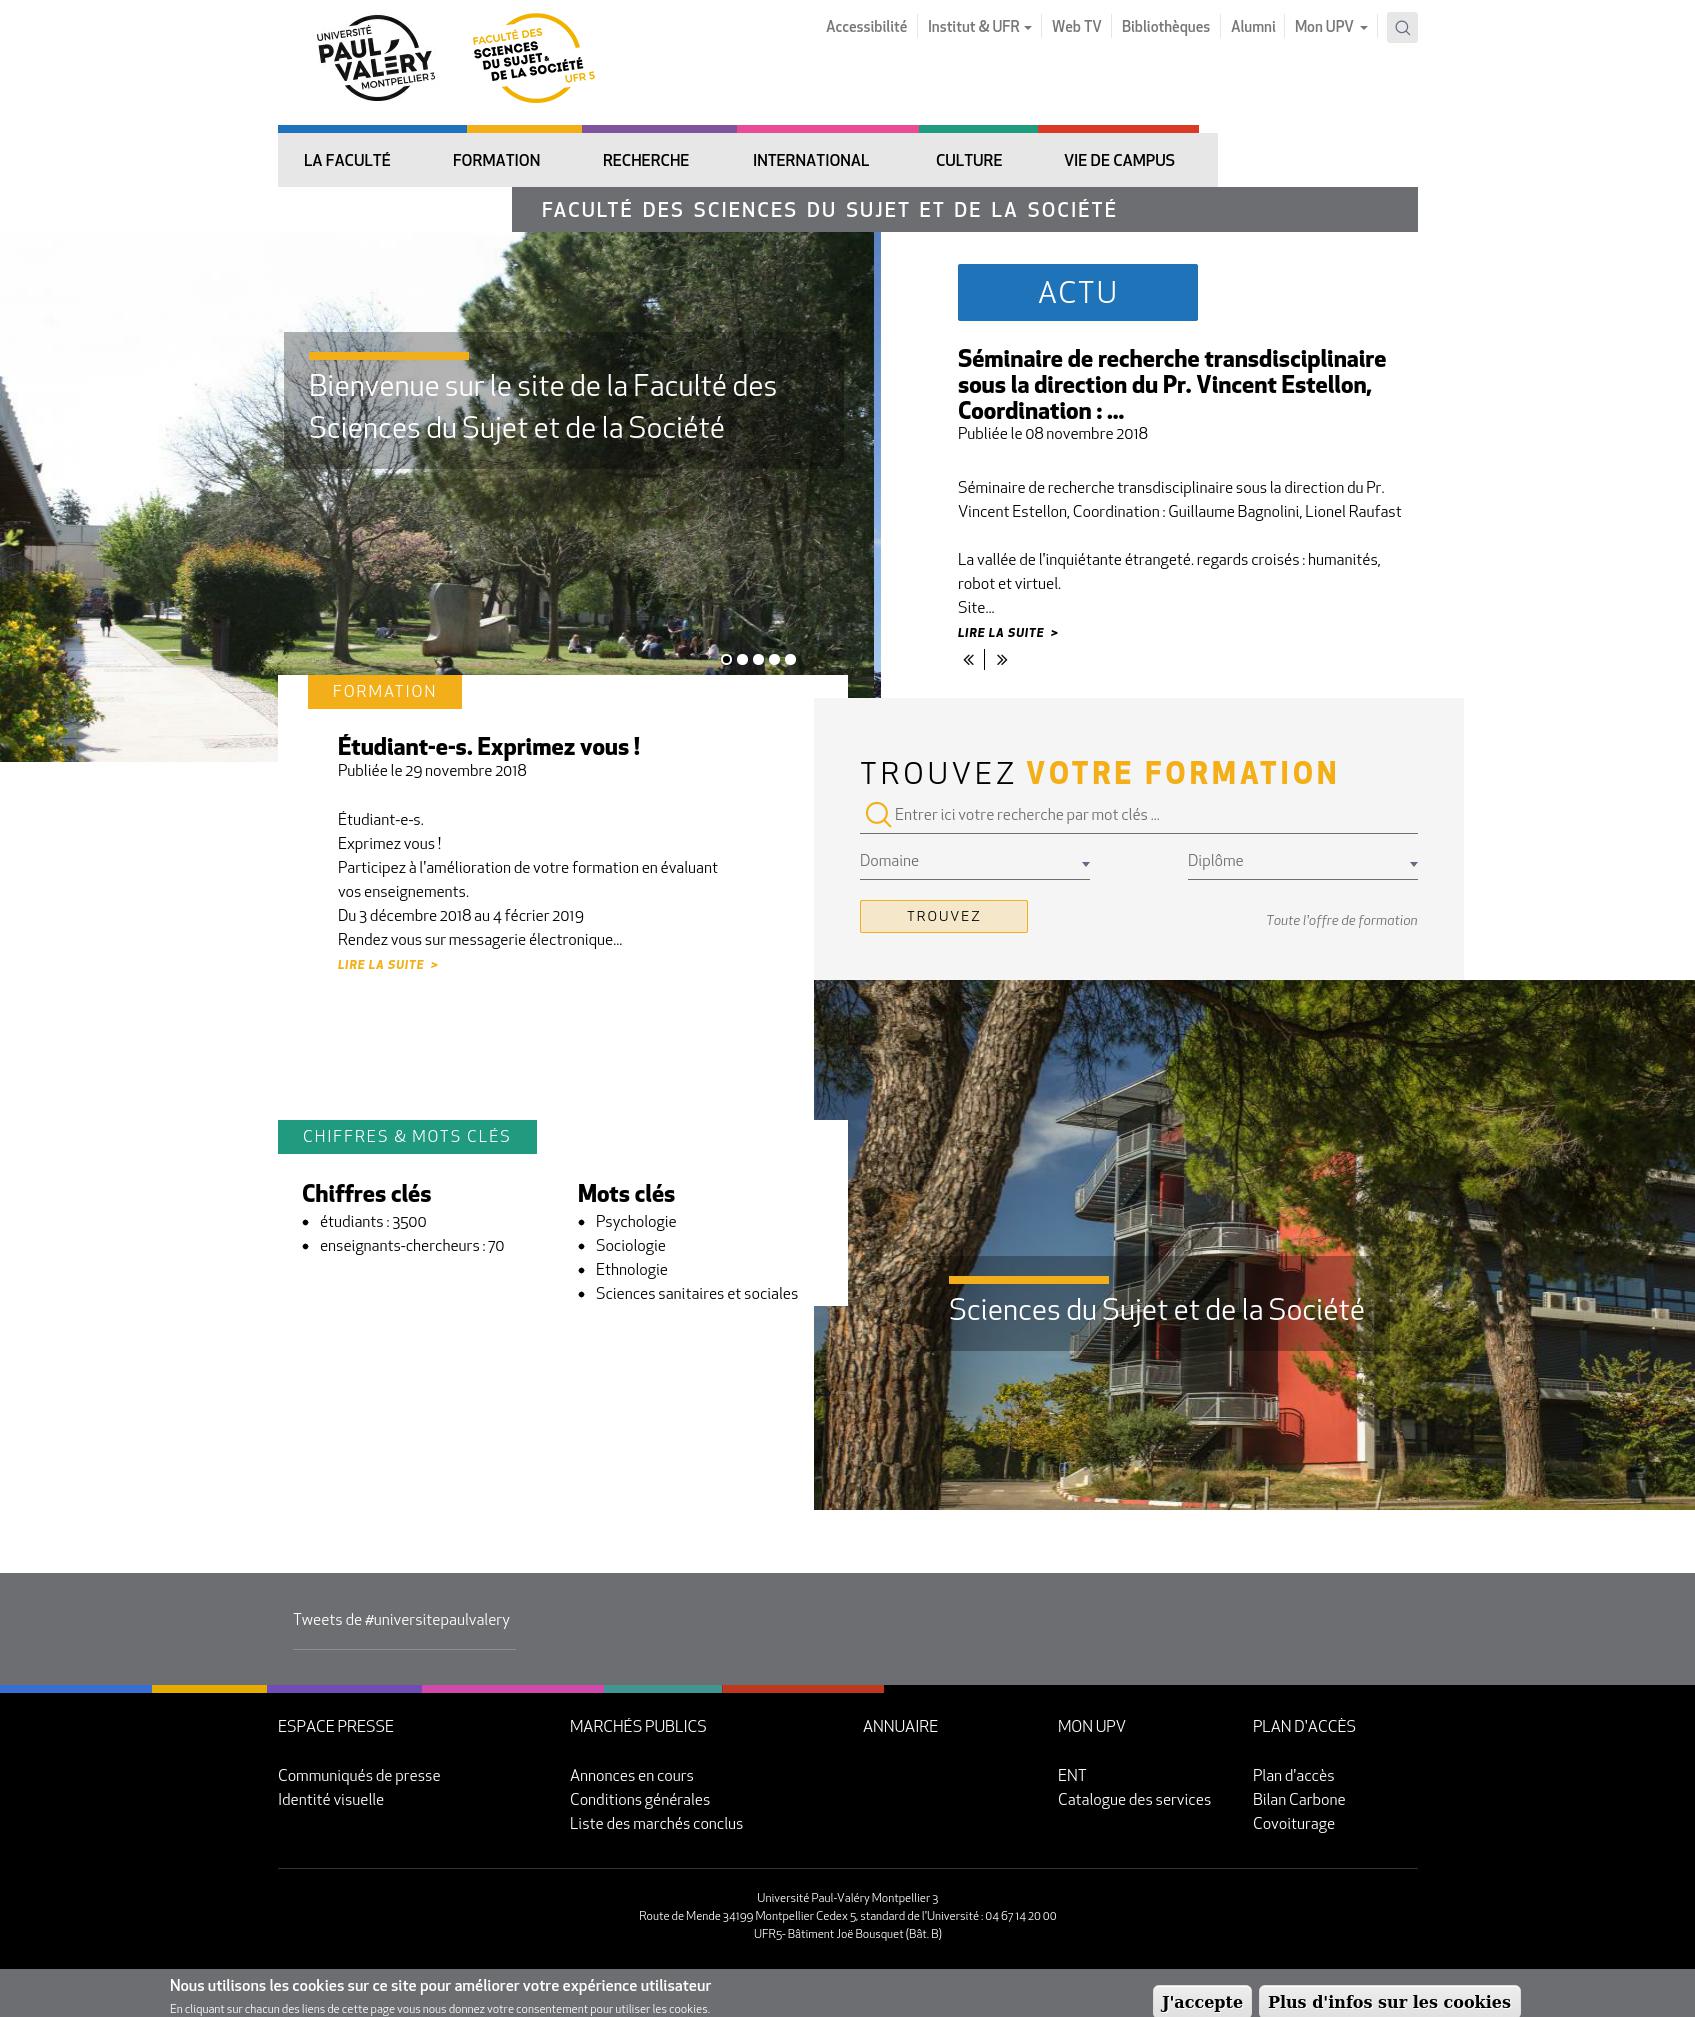 UNIVERSITÉ
PAUL
VALÉRY
MONTPELLIER 3
FACULTÉ DES
SCIENCES
DU SUJET &
DE LA SOCIÉTÉ
UFR 5
Accessibilité Institut & UFR Web TV Bibliothèques Alumni Mon UPV
LA FACULTÉ FORMATION RECHERCHE INTERNATIONAL CULTURE VIE DE CAMPUS
FACULTÉ DES SCIENCES DU SUJET ET DE LA SOCIÉTÉ
Bienvenue sur le site de la Faculté des
Sciences du Sujet et de la Société
ACTU
Séminaire de recherche transdisciplinaire
sous la direction du Pr. Vincent Estellon,
Coordination : ...
Publiée le 08 novembre 2018
Séminaire de recherche transdisciplinaire sous la direction du Pr.
Vincent Estellon, Coordination : Guillaume Bagnolini, Lionel Raufast
La vallée de l'inquiétante étrangeté. regards croisés : humanités,
robot et virtuel.
Site...
LIRE LA SUITE >
« | »
FORMATION
Étudiant-e-s. Exprimez vous !
Publiée le 29 novembre 2018
Étudiant-e-s.
Exprimez vous !
Participez à l'amélioration de votre formation en évaluant
vos enseignements.
Du 3 décembre 2018 au 4 février 2019
Rendez vous sur messagerie électronique...
LIRE LA SUITE >
TROUVEZ VOTRE FORMATION
Entrer ici votre recherche par mot clés ...
Domaine Diplôme
TROUVEZ Toute l'offre de formation
CHIFFRES & MOTS CLÉS
Chiffres clés
• étudiants : 3500
• enseignants-chercheurs : 70
Mots clés
• Psychologie
• Sociologie
• Ethnologie
• Sciences sanitaires et sociales
Sciences du Sujet et de la Société
Tweets de #universitepaulvalery
ESPACE PRESSE
Communiqués de presse
Identité visuelle
MARCHÉS PUBLICS
Annonces en cours
Conditions générales
Liste des marchés conclus
ANNUAIRE
MON UPV
ENT
Catalogue des services
PLAN D'ACCÈS
Plan d'accès
Bilan Carbone
Covoiturage
Université Paul-Valéry Montpellier 3
Route de Mende 34199 Montpellier Cedex 5, standard de l'Université : 04 67 14 20 00
UFR5- Bâtiment Joë Bousquet (Bât. B)
Nous utilisons les cookies sur ce site pour améliorer votre expérience utilisateur
En cliquant sur chacun des liens de cette page vous nous donnez votre consentement pour utiliser les cookies.
J'accepte Plus d'infos sur les cookies